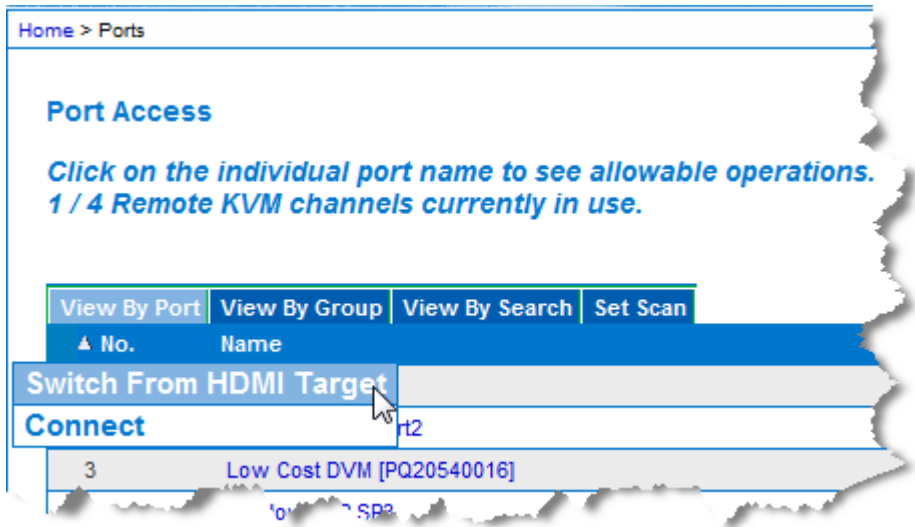 Home > Ports
Port Access
Click on the individual port name to see allowable operations.
1 / 4 Remote KVM channels currently in use.
View By Port View By Group View By Search Set Scan
▲ No. Name
Switch From HDMI Target
Connect
3 Low Cost DVM [PQ20540016]